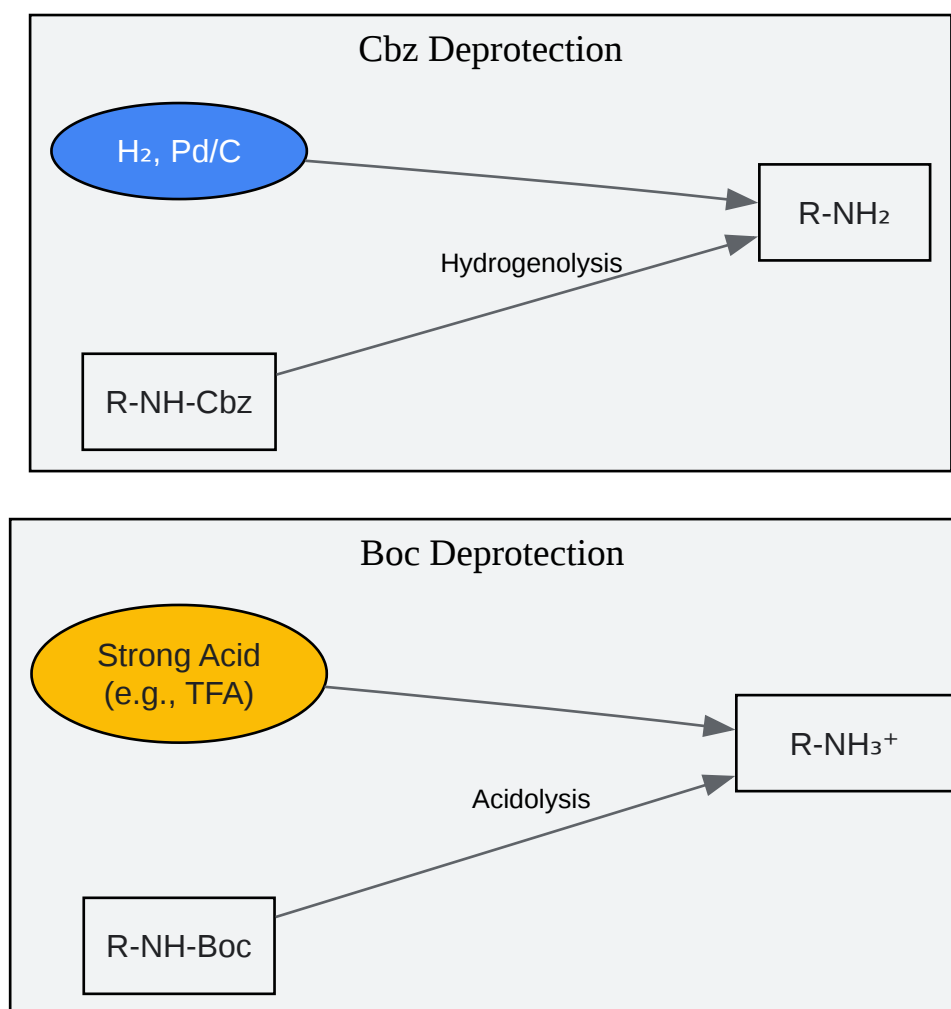 Cbz Deprotection
H₂, Pd/C
R-NH₂
Hydrogenolysis
R-NH-Cbz
Boc Deprotection
Strong Acid
(e.g., TFA)
R-NH₃⁺
Acidolysis
R-NH-Boc